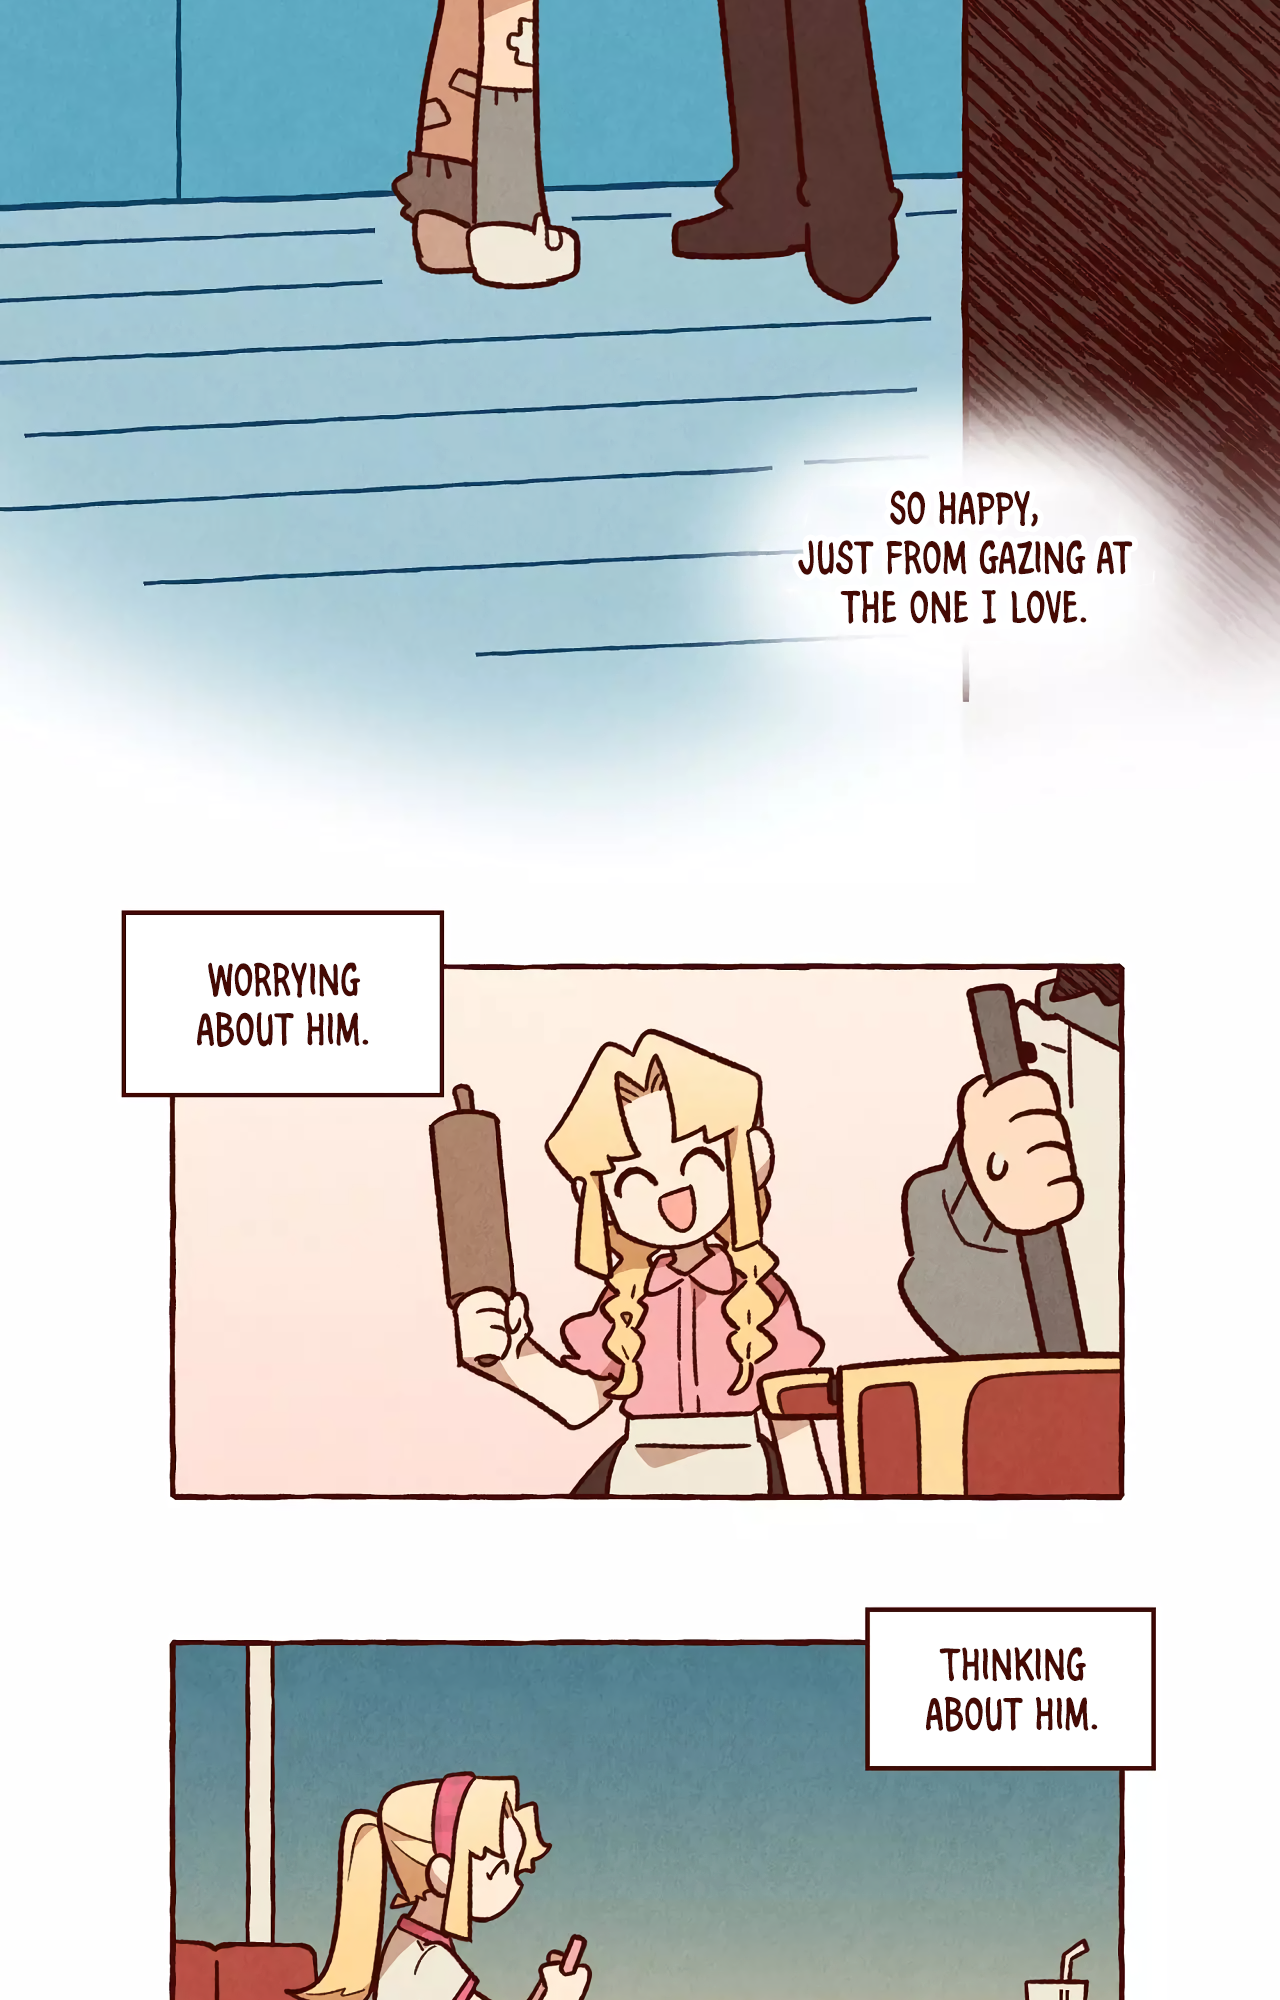 SO HAPPY,
JUST FROM GAZING AT
THE ONE I LOVE.
WORRYING
ABOUT HIM.
THINKING
ABOUT HIM.